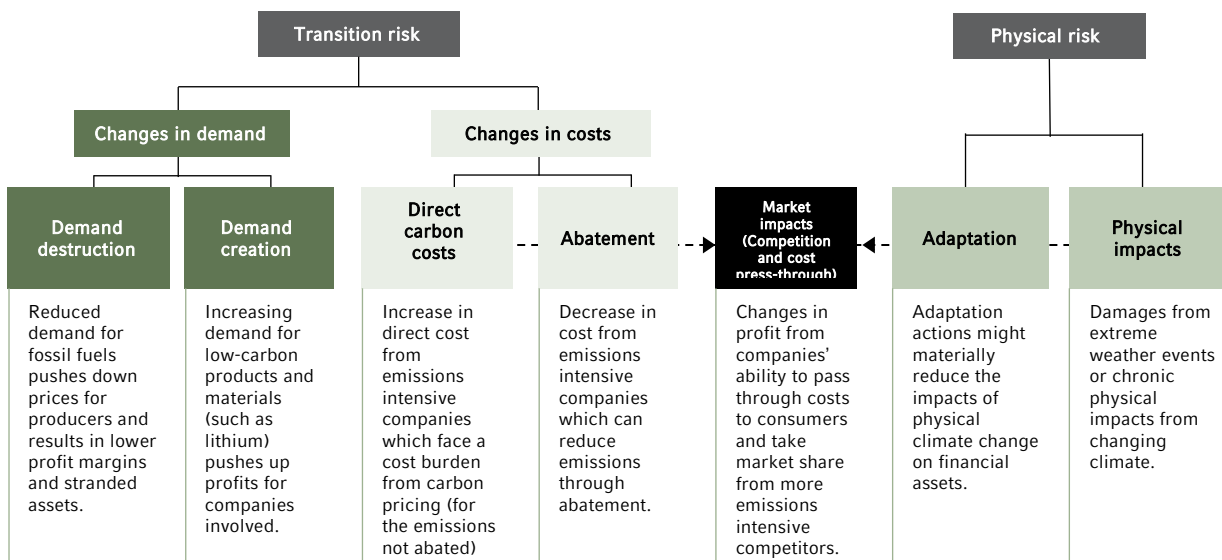 Transition risk
Physical risk
Changes in demand
Changes in costs
Demand
destruction
Demand
creation
Direct
carbon
costs
Abatement
Market
impacts
(Competition
and cost
press-through)
Adaptation
Physical
impacts
Reduced
demand for
fossil fuels
pushes down
prices for
producers and
results in lower
profit margins
and stranded
assets.
Increasing
demand for
low-carbon
products and
materials
(such as
lithium)
pushes up
profits for
companies
involved.
Increase in
direct cost
from
emissions
intensive
companies
which face a
cost burden
from carbon
pricing (for
the emissions
not abated)
Decrease in
cost from
emissions
intensive
companies
which can
reduce
emissions
through
abatement.
Changes in
profit from
companies’
ability to pass
through costs
to consumers
and take
market share
from more
emissions
intensive
competitors.
Adaptation
actions might
materially
reduce the
impacts of
physical
climate change
on financial
assets.
Damages from
extreme
weather events
or chronic
physical
impacts from
changing
climate.